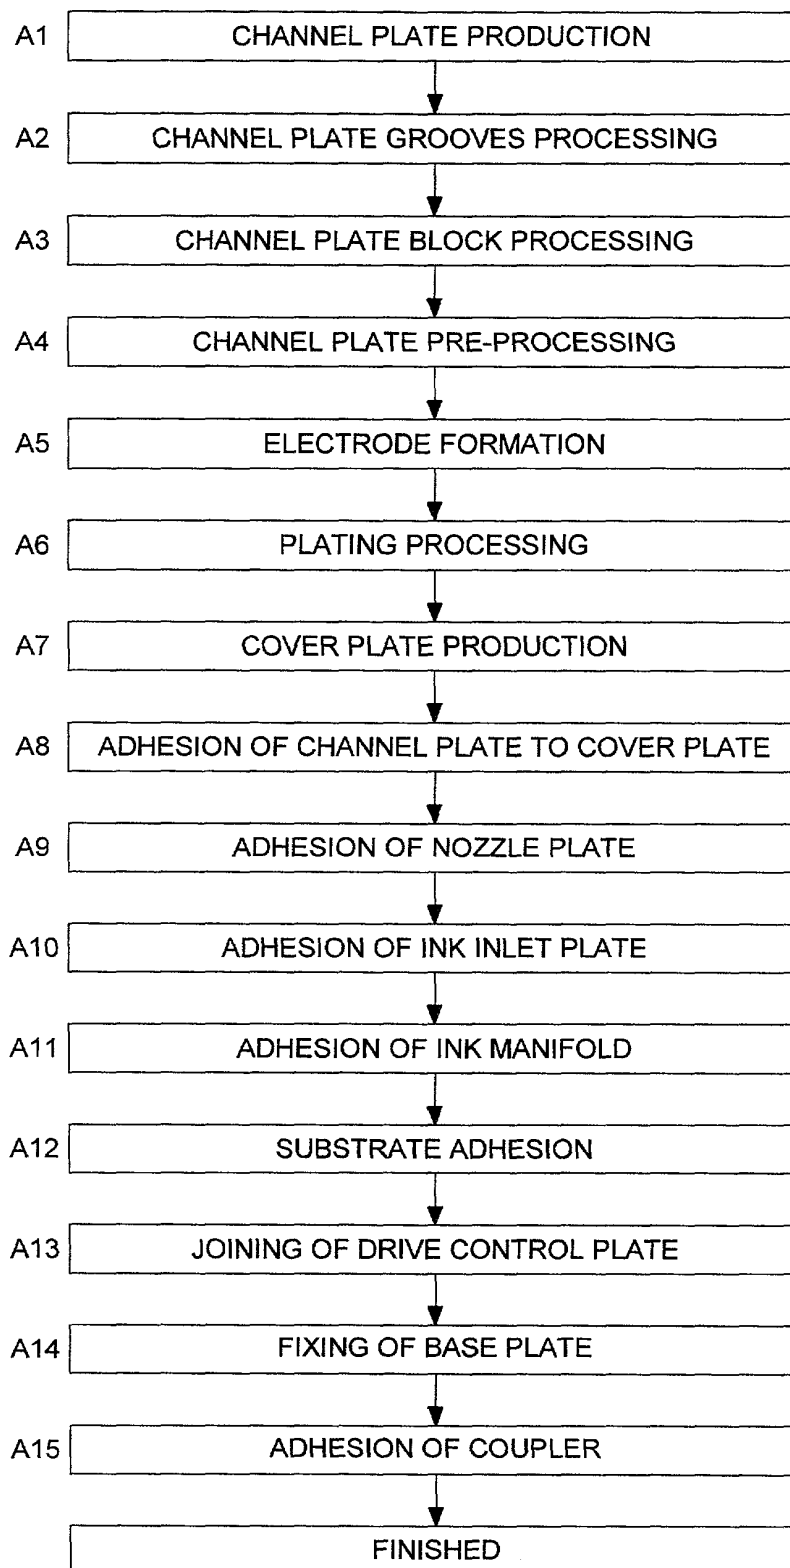 A1 CHANNEL PLATE PRODUCTION
A2 CHANNEL PLATE GROOVES PROCESSING
A3 CHANNEL PLATE BLOCK PROCESSING
A4 CHANNEL PLATE PRE-PROCESSING
A5 ELECTRODE FORMATION
A6 PLATING PROCESSING
A7 COVER PLATE PRODUCTION
A8 ADHESION OF CHANNEL PLATE TO COVER PLATE
A9 ADHESION OF NOZZLE PLATE
A10 ADHESION OF INK INLET PLATE
A11 ADHESION OF INK MANIFOLD
A12 SUBSTRATE ADHESION
A13 JOINING OF DRIVE CONTROL PLATE
A14 FIXING OF BASE PLATE
A15 ADHESION OF COUPLER
FINISHED